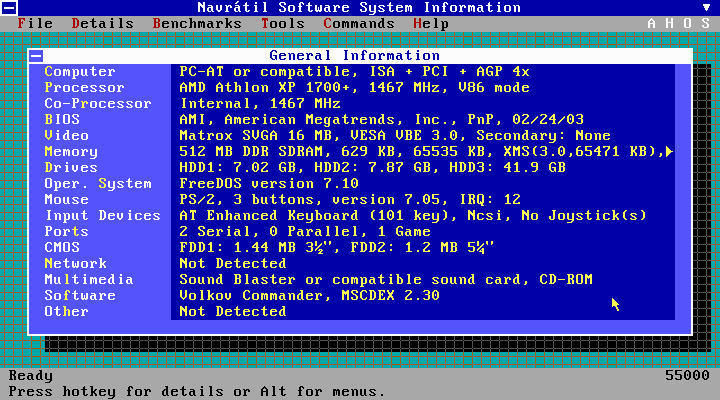 Navrátil Software System Information
File Details Benchmarks Tools Commands Help A H O S
General Information
Computer PC-AT or compatible, ISA + PCI + AGP 4x
Processor AMD Athlon XP 1700+, 1467 MHz, V86 mode
Co-Processor Internal, 1467 MHz
BIOS AMI, American Megatrends, Inc., PnP, 02/24/03
Video Matrox SVGA 16 MB, VESA VBE 3.0, Secondary: None
Memory 512 MB DDR SDRAM, 629 KB, 65535 KB, XMS(3.0,65471 KB),
Drives HDD1: 7.02 GB, HDD2: 7.87 GB, HDD3: 41.9 GB
Oper. System FreeDOS version 7.10
Mouse PS/2, 3 buttons, version 7.05, IRQ: 12
Input Devices AT Enhanced Keyboard (101 key), Ncsi, No Joystick(s)
Ports 2 Serial, 0 Parallel, 1 Game
CMOS FDD1: 1.44 MB 3½", FDD2: 1.2 MB 5¼"
Network Not Detected
Multimedia Sound Blaster or compatible sound card, CD-ROM
Software Volkov Commander, MSCDEX 2.30
Other Not Detected
Ready 55000
Press hotkey for details or Alt for menus.